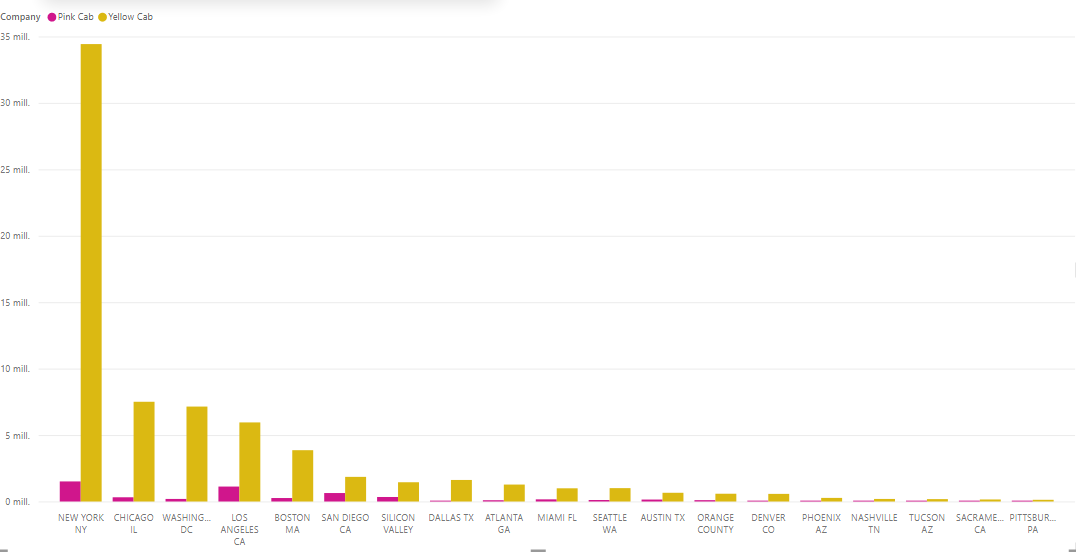 Company Pink Cab Yellow Cab
35 mill.
30 mill.
25 mill.
20 mill.
15 mill.
10 mill.
5 mill.
0 mill.
NEW YORK
NY
CHICAGO
IL
WASHING...
DC
LOS
ANGELES
CA
BOSTON
MA
SAN DIEGO
CA
SILICON
VALLEY
DALLAS TX
ATLANTA
GA
MIAMI FL
SEATTLE
WA
AUSTIN TX
ORANGE
COUNTY
DENVER
CO
PHOENIX
AZ
NASHVILLE
TN
TUCSON
AZ
SACRAME...
CA
PITTSBUR...
PA